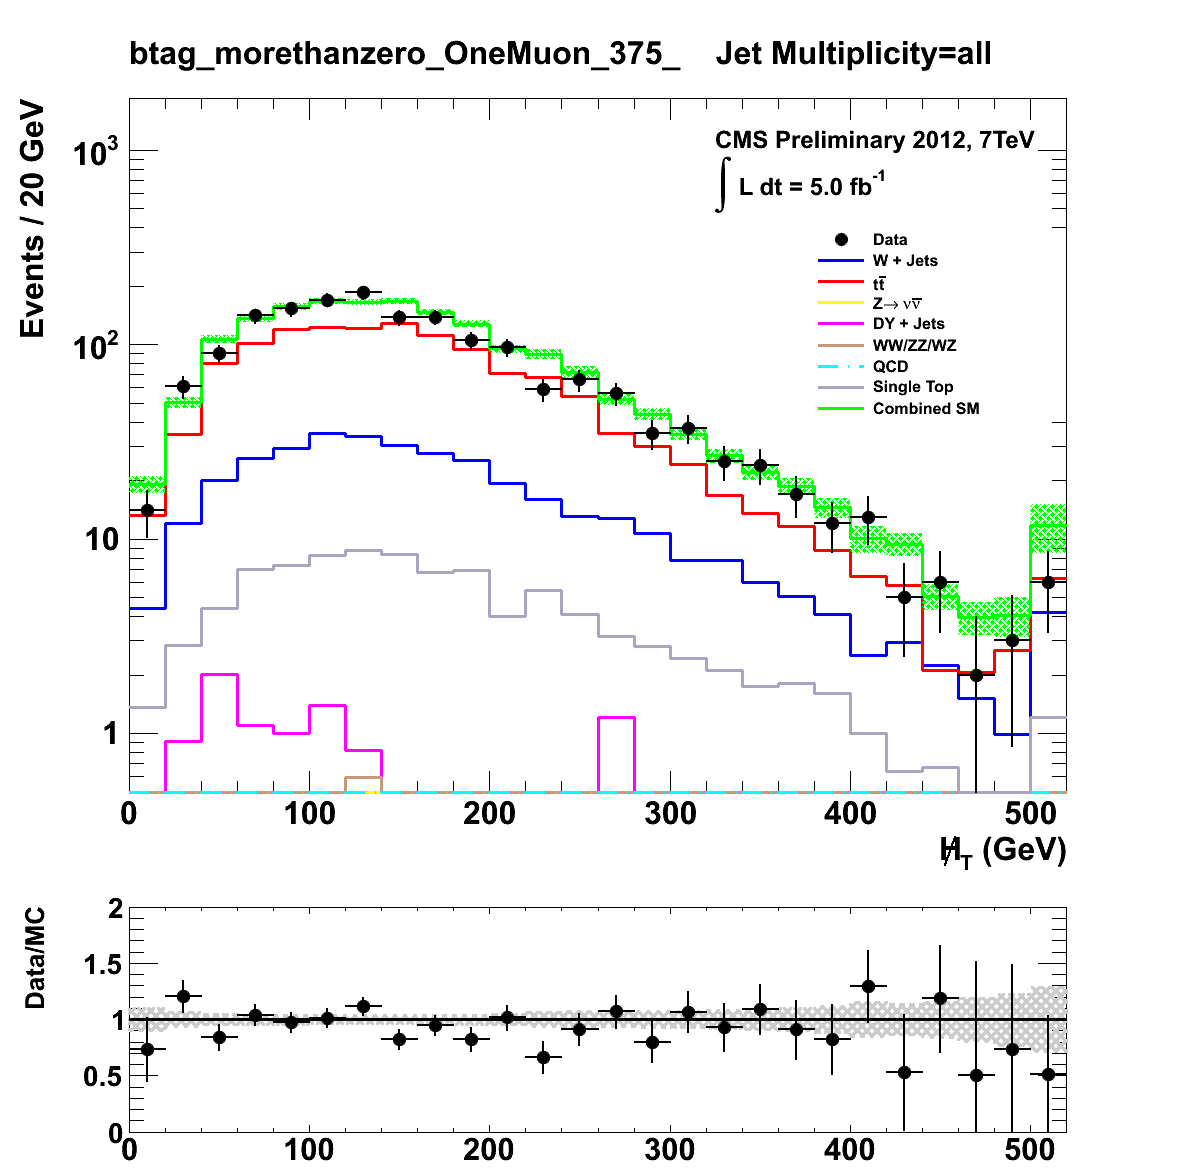 btag_morethanzero_OneMuon_375_ Jet Multiplicity=all
Events / 20 GeV
10³
10²
10
1
CMS Preliminary 2012, 7TeV
∫ L dt = 5.0 fb⁻¹
Data
W + Jets
tt̅
Z→ νν̅
DY + Jets
WW/ZZ/WZ
QCD
Single Top
Combined SM
0 100 200 300 400 500
H̸_T (GeV)
Data/MC
2
1.5
1
0.5
0
0 100 200 300 400 500